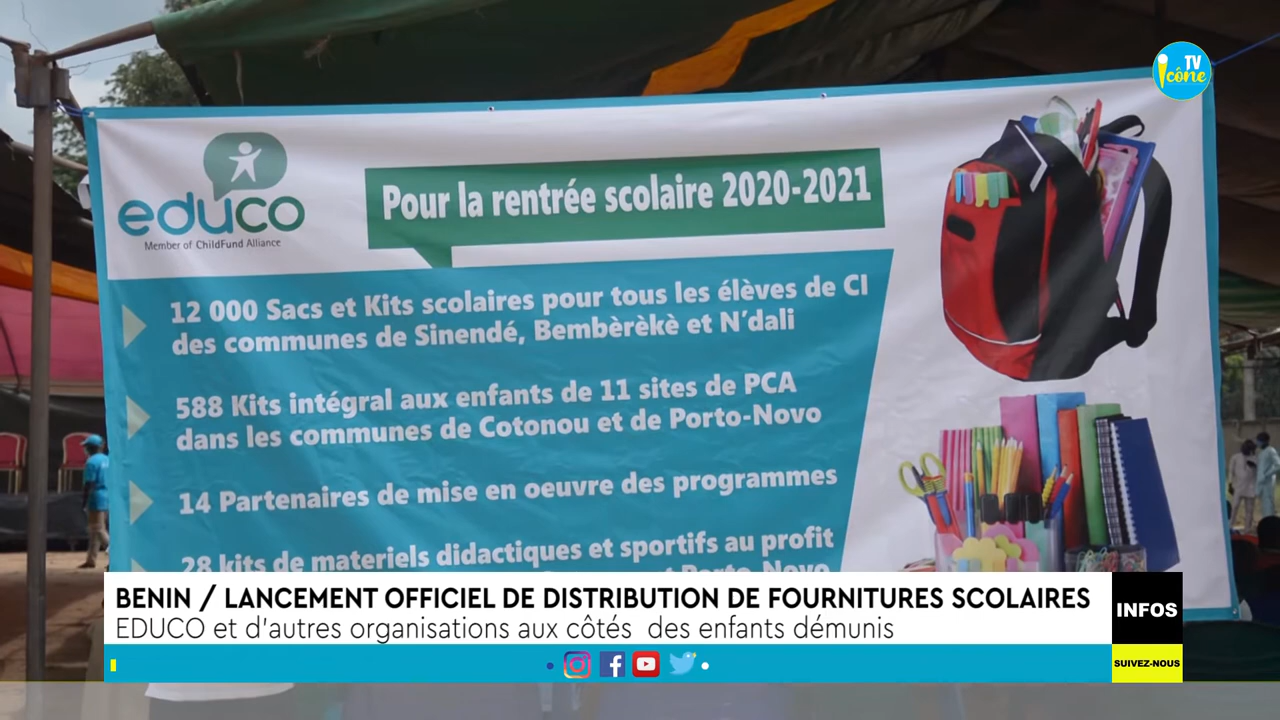 TV
icône
educo
Member of ChildFund Alliance
Pour la rentrée scolaire 2020-2021
12 000 Sacs et Kits scolaires pour tous les élèves de CI
des communes de Sinendé, Bembèrèkè et N'dali
588 Kits intégral aux enfants de 11 sites de PCA
dans les communes de Cotonou et de Porto-Novo
14 Partenaires de mise en oeuvre des programmes
28 kits de materiels didactiques et sportifs au profit
et Porto-Novo
BENIN / LANCEMENT OFFICIEL DE DISTRIBUTION DE FOURNITURES SCOLAIRES
EDUCO et d'autres organisations aux côtés des enfants démunis
INFOS
SUIVEZ-NOUS